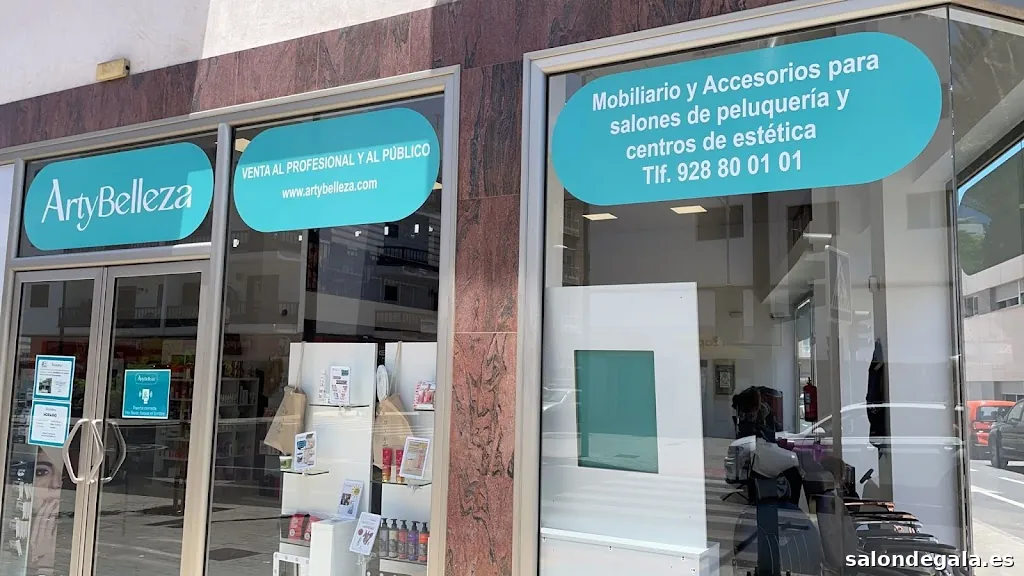 ArtyBelleza
VENTA AL PROFESIONAL Y AL PÚBLICO
www.artybelleza.com
Mobiliario y Accesorios para
salones de peluquería y
centros de estética
Tlf. 928 80 01 01
salondegala.es